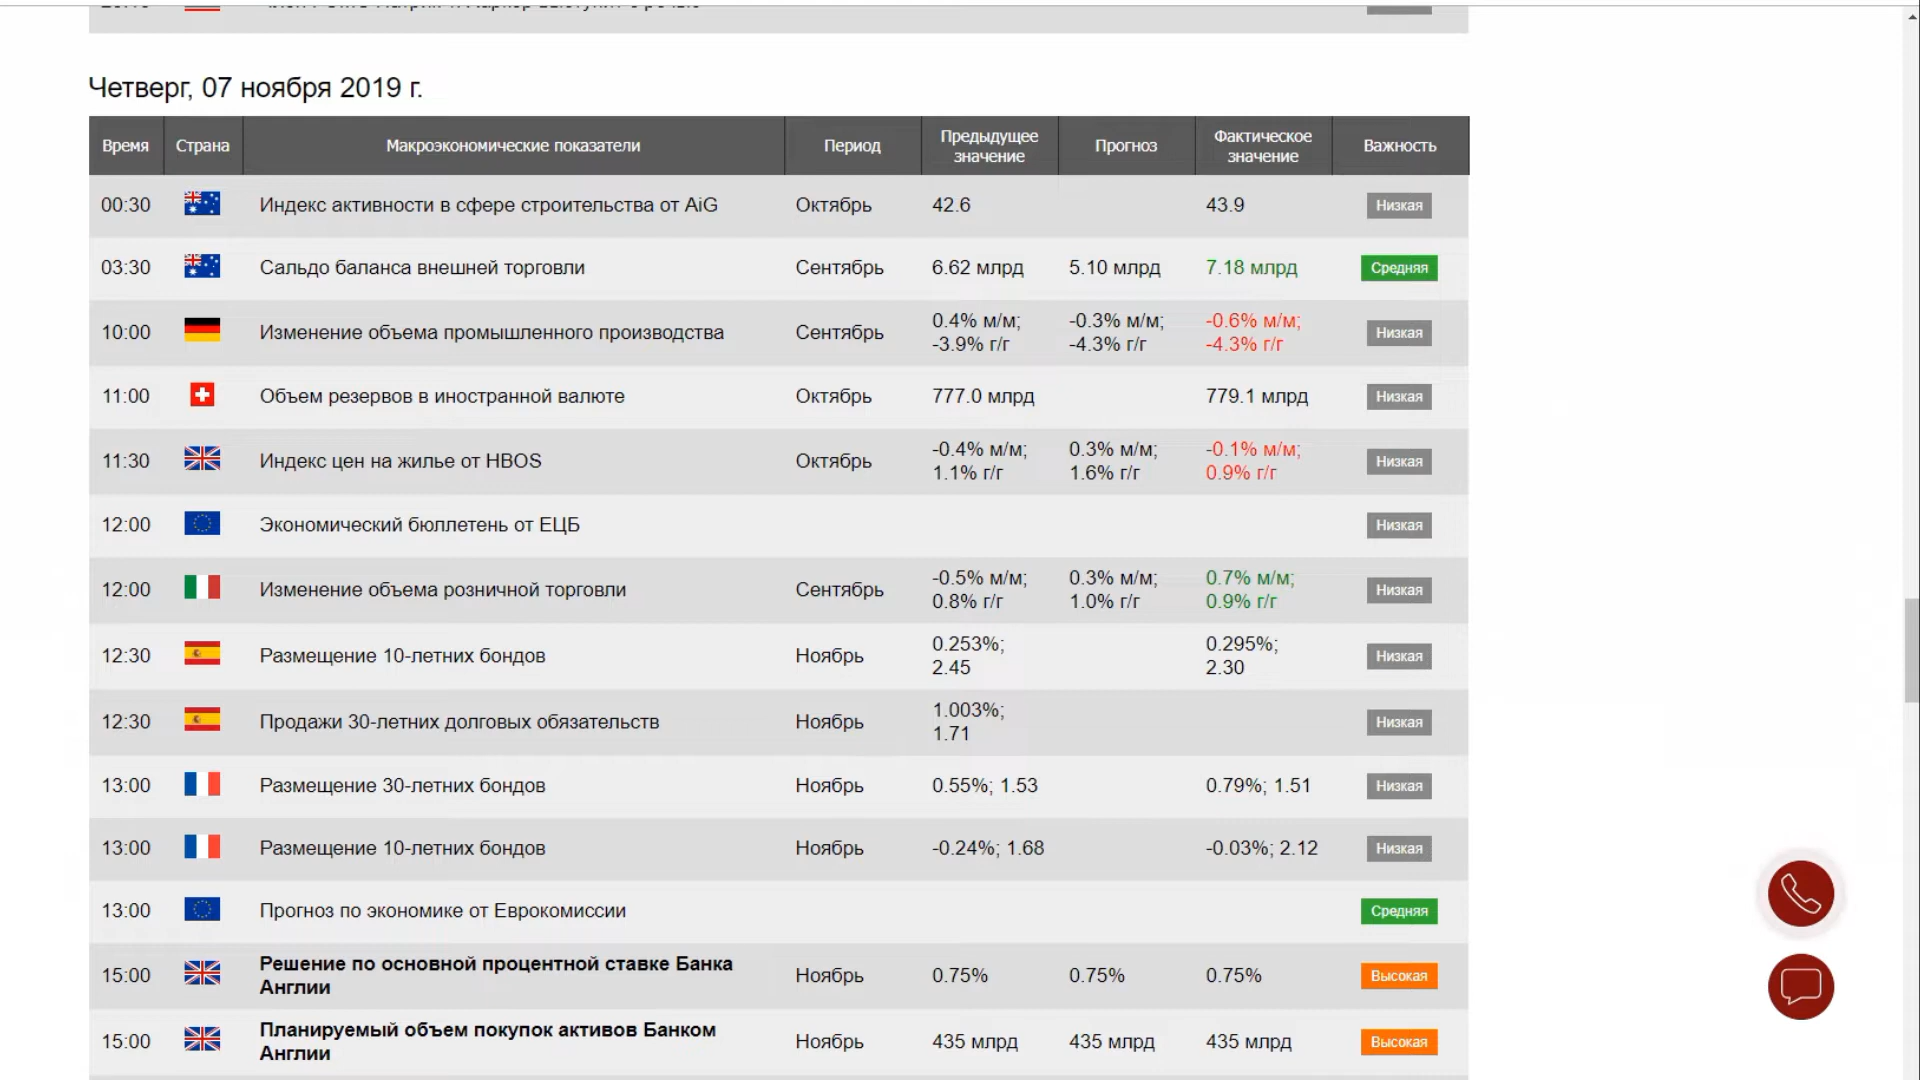 Четверг, 07 ноября 2019 г.
Время Страна Макроэкономические показатели Период Предыдущее значение Прогноз Фактическое значение Важность
00:30 Индекс активности в сфере строительства от AiG Октябрь 42.6 43.9 Низкая
03:30 Сальдо баланса внешней торговли Сентябрь 6.62 млрд 5.10 млрд 7.18 млрд Средняя
10:00 Изменение объема промышленного производства Сентябрь 0.4% м/м; -3.9% г/г -0.3% м/м; -4.3% г/г -0.6% м/м; -4.3% г/г Низкая
11:00 Объем резервов в иностранной валюте Октябрь 777.0 млрд 779.1 млрд Низкая
11:30 Индекс цен на жилье от HBOS Октябрь -0.4% м/м; 1.1% г/г 0.3% м/м; 1.6% г/г -0.1% м/м; 0.9% г/г Низкая
12:00 Экономический бюллетень от ЕЦБ Низкая
12:00 Изменение объема розничной торговли Сентябрь -0.5% м/м; 0.8% г/г 0.3% м/м; 1.0% г/г 0.7% м/м; 0.9% г/г Низкая
12:30 Размещение 10-летних бондов Ноябрь 0.253%; 2.45 0.295%; 2.30 Низкая
12:30 Продажи 30-летних долговых обязательств Ноябрь 1.003%; 1.71 Низкая
13:00 Размещение 30-летних бондов Ноябрь 0.55%; 1.53 0.79%; 1.51 Низкая
13:00 Размещение 10-летних бондов Ноябрь -0.24%; 1.68 -0.03%; 2.12 Низкая
13:00 Прогноз по экономике от Еврокомиссии Средняя
15:00 Решение по основной процентной ставке Банка Англии Ноябрь 0.75% 0.75% 0.75% Высокая
15:00 Планируемый объем покупок активов Банком Англии Ноябрь 435 млрд 435 млрд 435 млрд Высокая